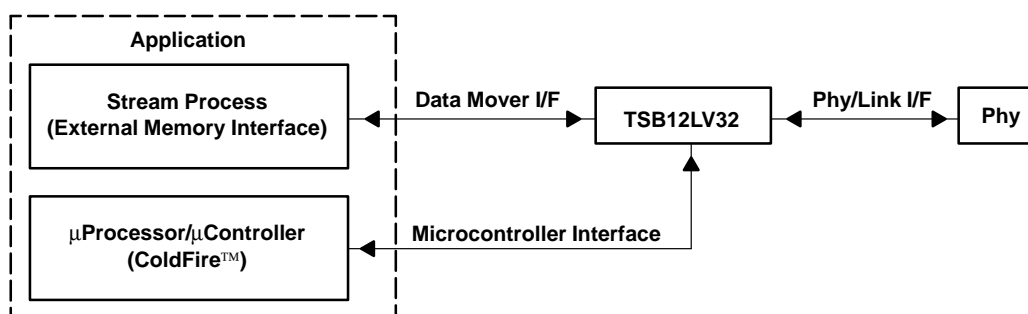 Application
Stream Process
(External Memory Interface)
Data Mover I/F
TSB12LV32
Phy/Link I/F
Phy
μProcessor/μController
(ColdFire™)
Microcontroller Interface